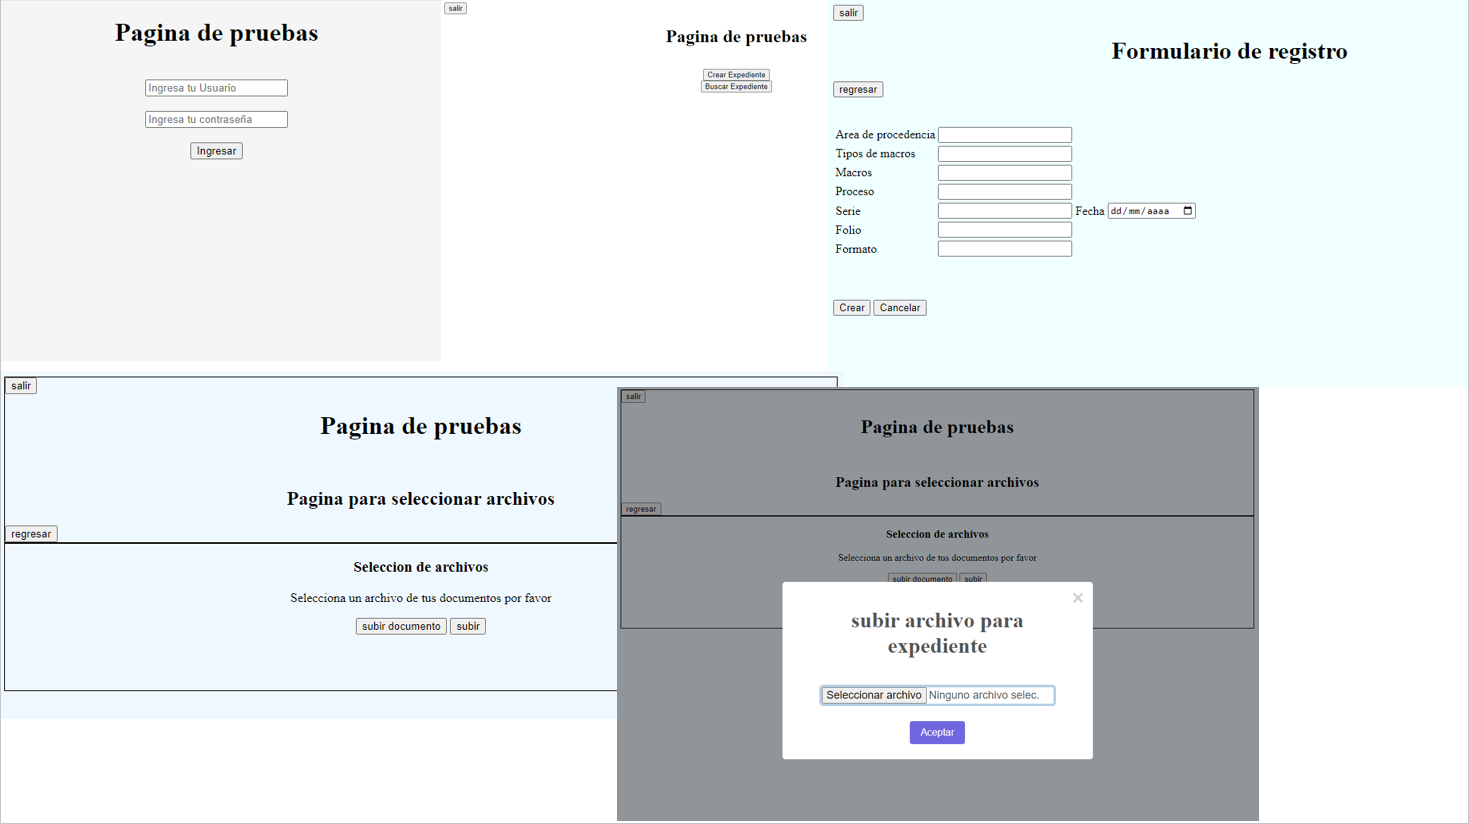 Pagina de pruebas
Ingresa tu Usuario
Ingresa tu contraseña
Ingresar
salir
Pagina de pruebas
Crear Expediente
Buscar Expediente
salir
Formulario de registro
regresar
Area de procedencia
Tipos de macros
Macros
Proceso
Serie Fecha dd/mm/aaaa
Folio
Formato
Crear Cancelar
salir
Pagina de pruebas
Pagina para seleccionar archivos
regresar
Seleccion de archivos
Selecciona un archivo de tus documentos por favor
subir documento subir
salir
Pagina de pruebas
Pagina para seleccionar archivos
regresar
Seleccion de archivos
Selecciona un archivo de tus documentos por favor
subir documento subir
×
subir archivo para
expediente
Seleccionar archivo Ninguno archivo selec.
Aceptar